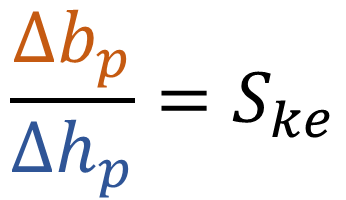 Δb_p / Δh_p = S_ke